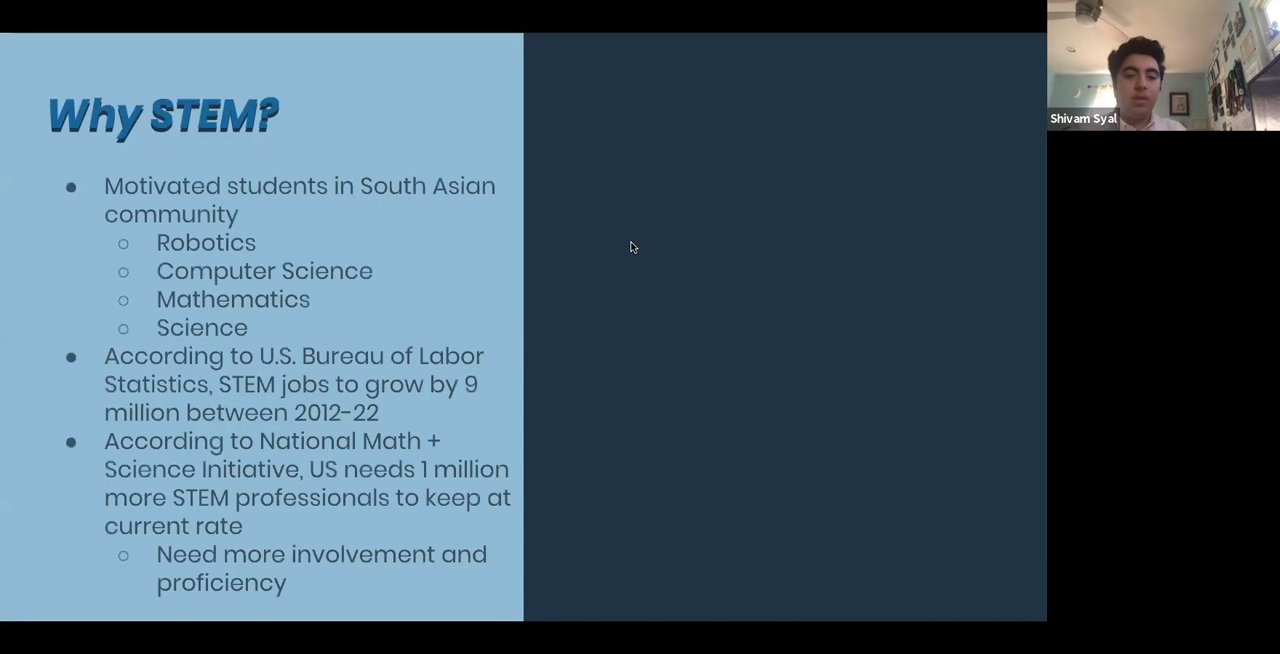 Why STEM?
● Motivated students in South Asian
community
○ Robotics
○ Computer Science
○ Mathematics
○ Science
● According to U.S. Bureau of Labor
Statistics, STEM jobs to grow by 9
million between 2012-22
● According to National Math +
Science Initiative, US needs 1 million
more STEM professionals to keep at
current rate
○ Need more involvement and
proficiency
Shivam Syal